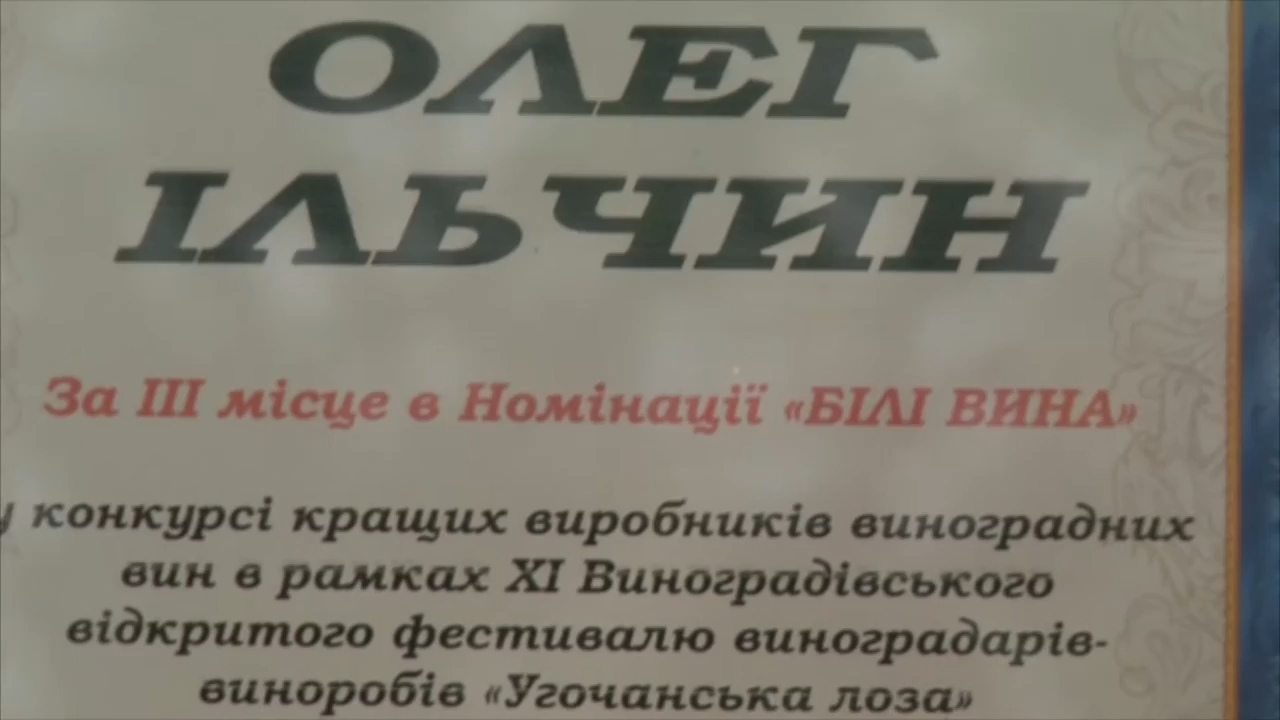 ОЛЕГ
ІЛЬЧИН
За ІІІ місце в Номінації «БІЛІ ВИНА»
у конкурсі кращих виробників виноградних
вин в рамках ХІ Виноградівського
відкритого фестивалю виноградарів-
виноробів «Угочанська лоза»